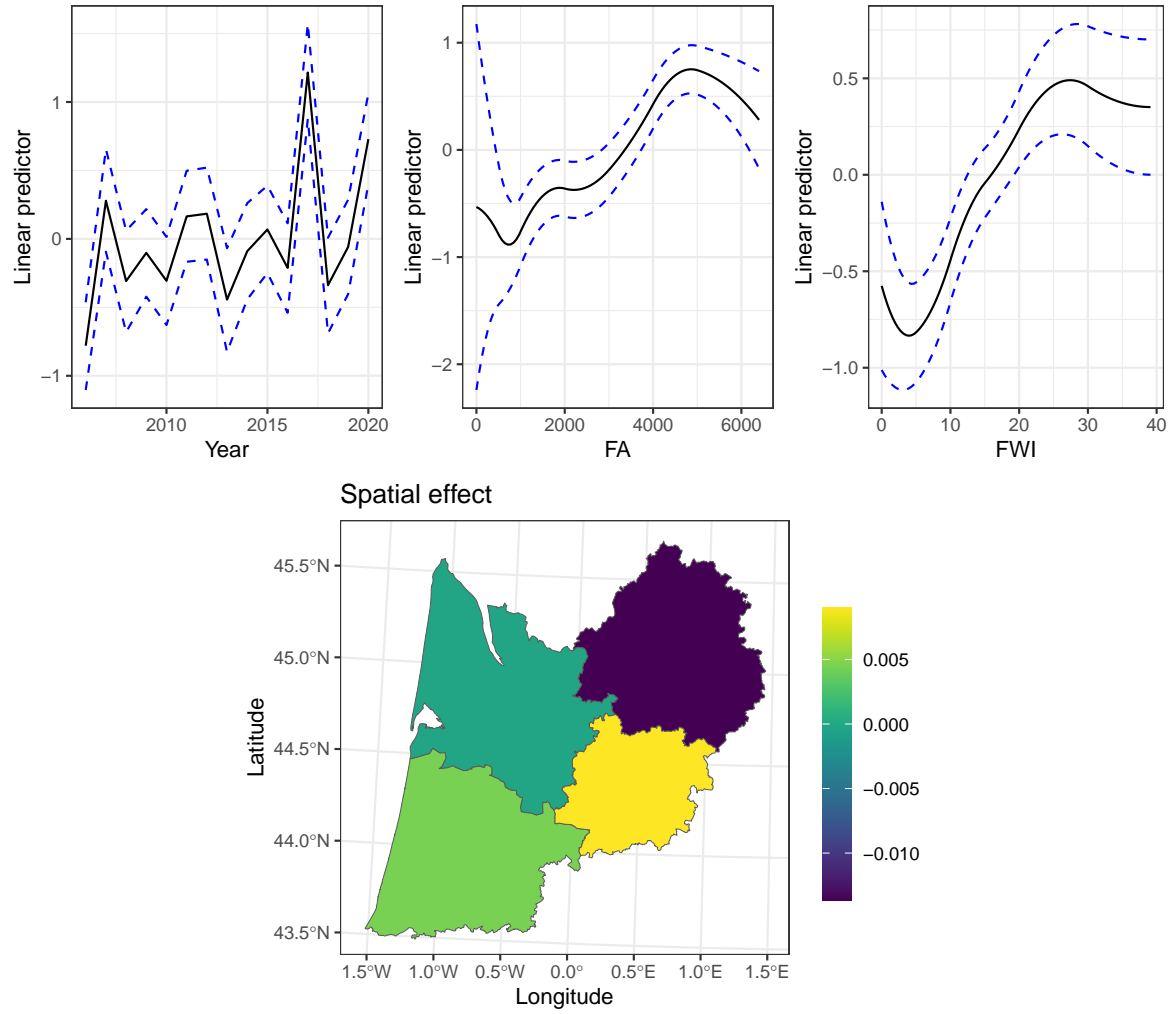 Linear predictor
1
0
−1
2010
2015
2020
Year
Linear predictor
1
0
−1
−2
0
2000
4000
6000
FA
Linear predictor
0.5
0.0
−0.5
−1.0
0
10
20
30
40
FWI
Spatial effect
Latitude
45.5°N
45.0°N
44.5°N
44.0°N
43.5°N
1.5°W
1.0°W
0.5°W
0.0°
0.5°E
1.0°E
1.5°E
Longitude
0.005
0.000
−0.005
−0.010